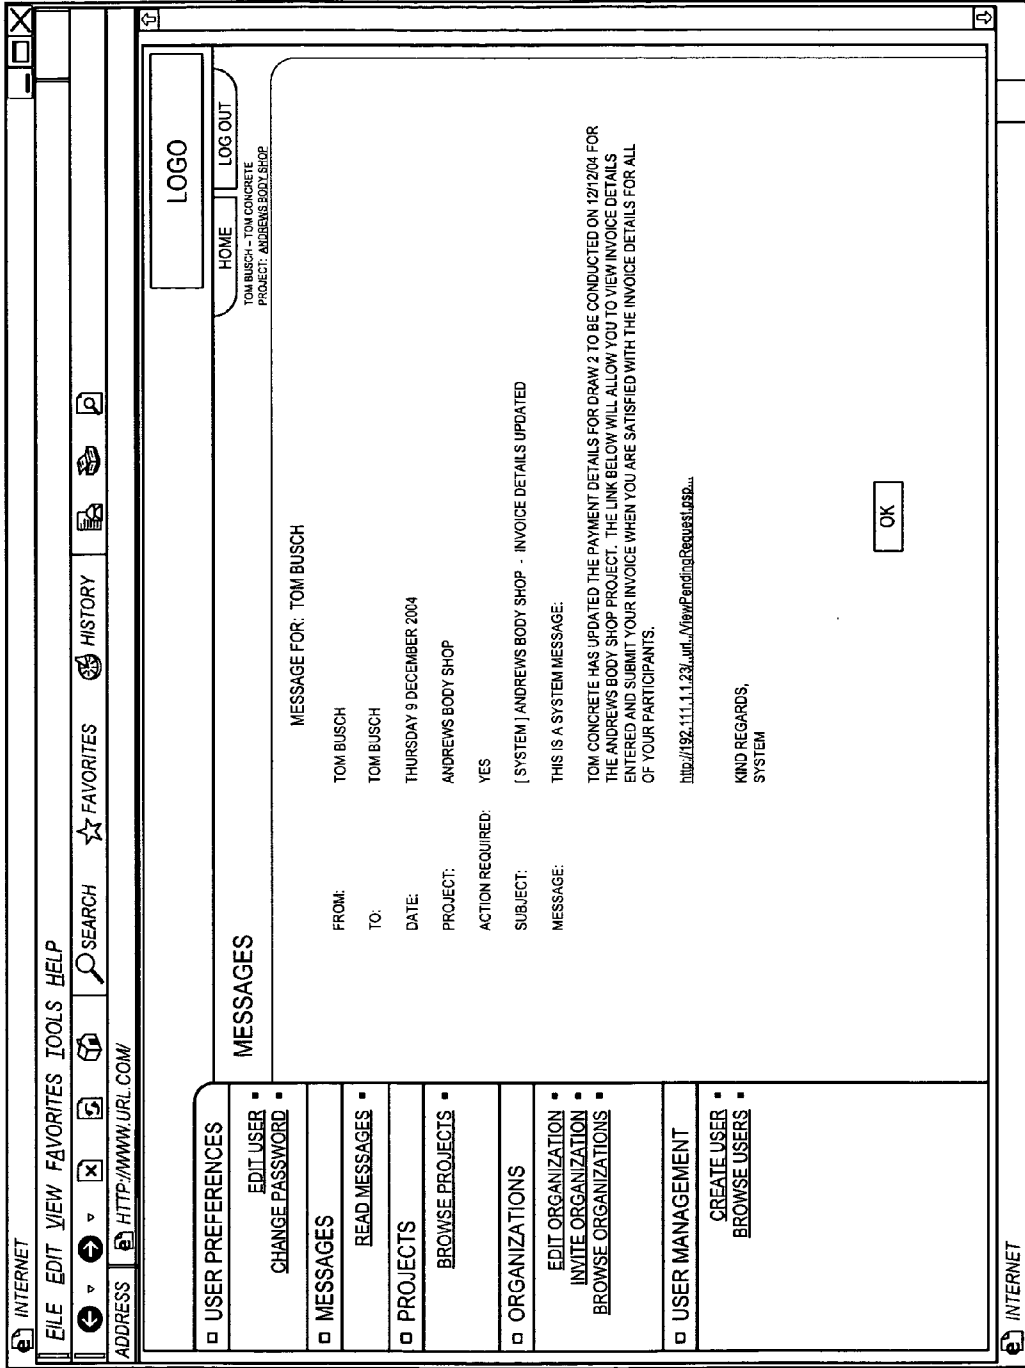 INTERNET
FILE EDIT VIEW FAVORITES TOOLS HELP
SEARCH FAVORITES HISTORY
ADDRESS HTTP://WWW.URL.COM/
LOGO
HOME LOG OUT
TOM BUSCH – TOM CONCRETE
PROJECT: ANDREWS BODY SHOP
USER PREFERENCES
EDIT USER
CHANGE PASSWORD
MESSAGES
READ MESSAGES
PROJECTS
BROWSE PROJECTS
ORGANIZATIONS
EDIT ORGANIZATION
INVITE ORGANIZATION
BROWSE ORGANIZATIONS
USER MANAGEMENT
CREATE USER
BROWSE USERS
MESSAGES
MESSAGE FOR: TOM BUSCH
FROM: TOM BUSCH
TO: TOM BUSCH
DATE: THURSDAY 9 DECEMBER 2004
PROJECT: ANDREWS BODY SHOP
ACTION REQUIRED: YES
SUBJECT: [ SYSTEM ] ANDREWS BODY SHOP - INVOICE DETAILS UPDATED
MESSAGE: THIS IS A SYSTEM MESSAGE:
TOM CONCRETE HAS UPDATED THE PAYMENT DETAILS FOR DRAW 2 TO BE CONDUCTED ON 12/12/04 FOR
THE ANDREWS BODY SHOP PROJECT. THE LINK BELOW WILL ALLOW YOU TO VIEW INVOICE DETAILS
ENTERED AND SUBMIT YOUR INVOICE WHEN YOU ARE SATISFIED WITH THE INVOICE DETAILS FOR ALL
OF YOUR PARTICIPANTS.
http://192.111.1.1.23/..url../ViewPendingRequest.psp...
KIND REGARDS,
SYSTEM
OK
INTERNET